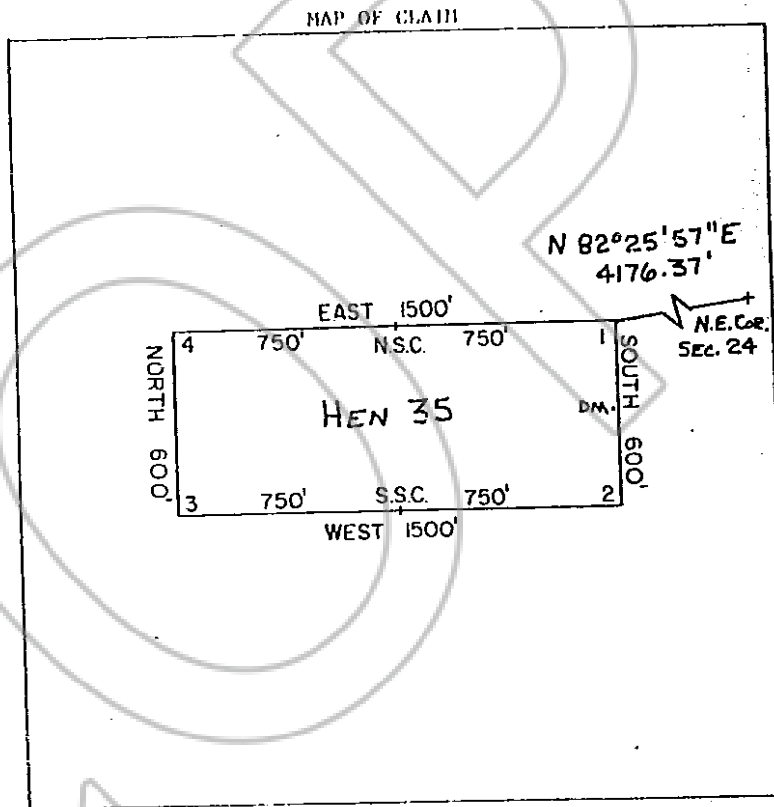 MAP OF CLAIM
N 82°25'57"E
4176.37'
N.E. COR.
SEC. 24
EAST 1500'
4 750' N.S.C. 750' 1
NORTH 600'
HEN 35
DM.
SOUTH 600'
3 750' S.S.C. 750' 2
WEST 1500'